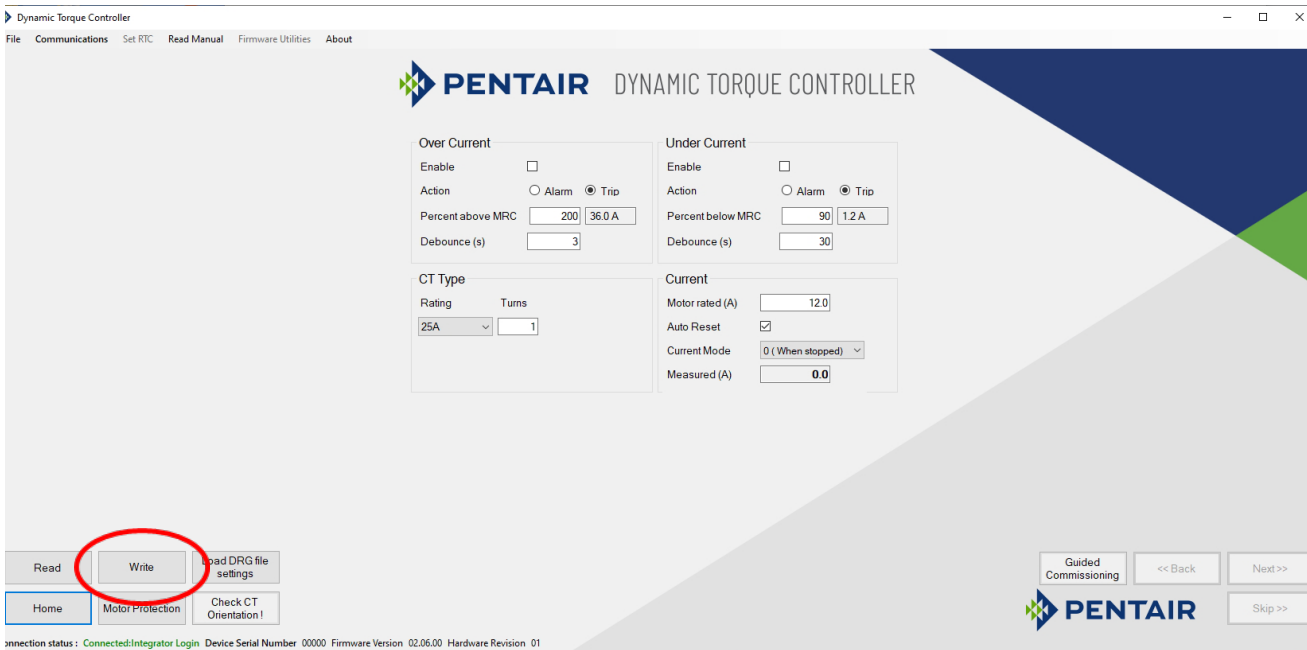 Dynamic Torque Controller
File Communications Set RTC Read Manual Firmware Utilities About
PENTAIR DYNAMIC TORQUE CONTROLLER
Over Current
Enable
Action Alarm Trip
Percent above MRC 200 36.0 A
Debounce (s) 3
Under Current
Enable
Action Alarm Trip
Percent below MRC 90 1.2 A
Debounce (s) 30
CT Type
Rating Turns
25A 1
Current
Motor rated (A) 12.0
Auto Reset
Current Mode 0 ( When stopped)
Measured (A) 0.0
Read Write Load DRG file
settings
Home Motor Protection Check CT
Orientation !
Guided
Commissioning << Back Next >>
PENTAIR Skip >>
onnection status : Connected:Integrator Login Device Serial Number 00000 Firmware Version 02.06.00 Hardware Revision 01